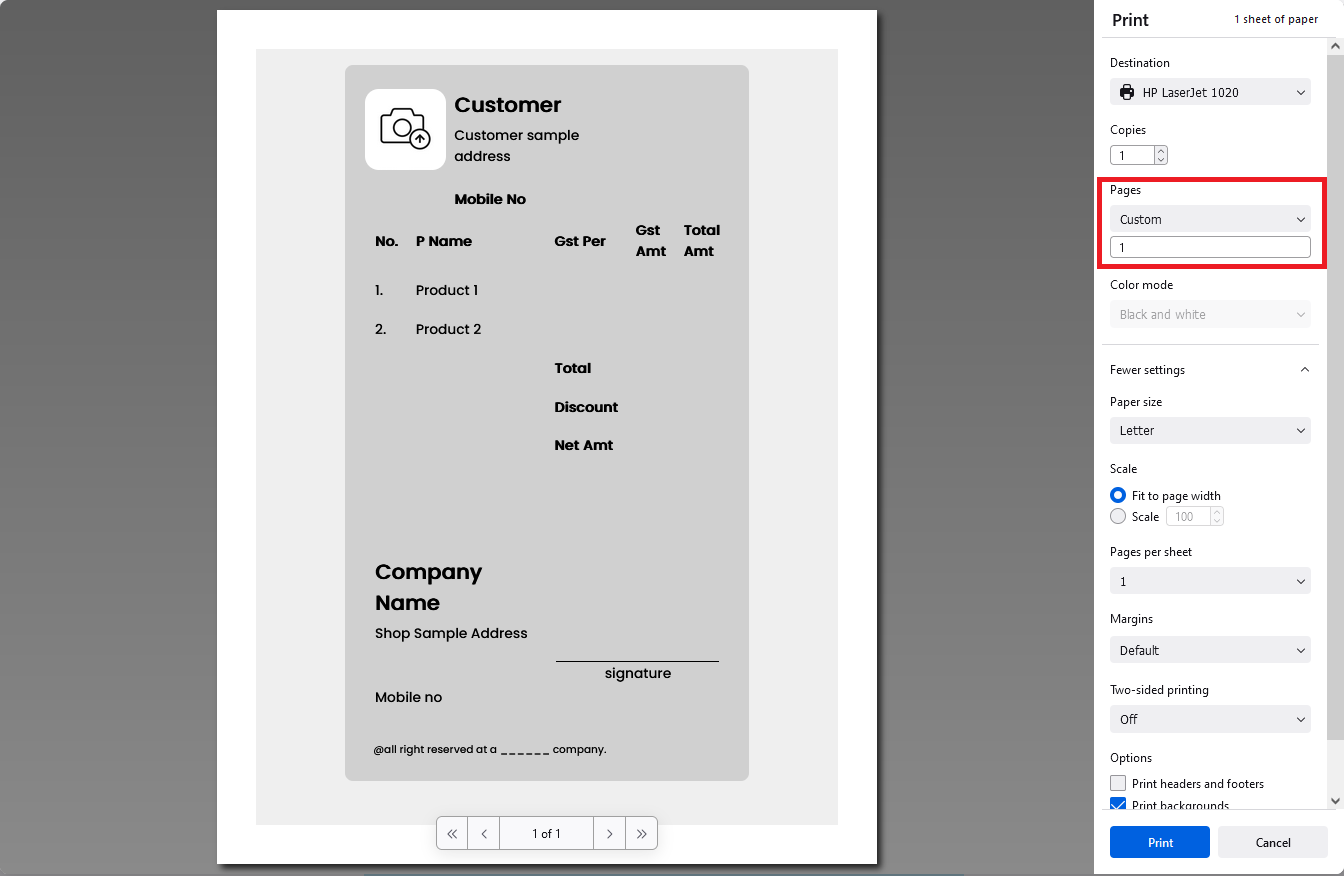 Customer
Customer sample
address
Mobile No
No. P Name Gst Per Gst Amt Total Amt
1. Product 1
2. Product 2
Total
Discount
Net Amt
Company
Name
Shop Sample Address
signature
Mobile no
@all right reserved at a _ _ _ _ _ _ company.
1 of 1
Print 1 sheet of paper
Destination
HP LaserJet 1020
Copies
1
Pages
Custom
1
Color mode
Black and white
Fewer settings
Paper size
Letter
Scale
Fit to page width
Scale 100
Pages per sheet
1
Margins
Default
Two-sided printing
Off
Options
Print headers and footers
Print backgrounds
Print Cancel